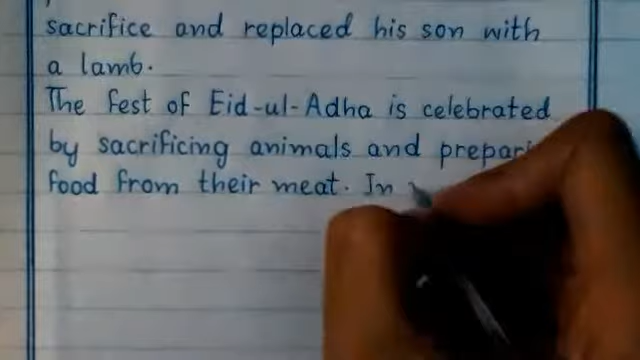 sacrifice and replaced his son with
a lamb.
The fest of Eid-ul-Adha is celebrated
by sacrificing animals and
food from their meat. In